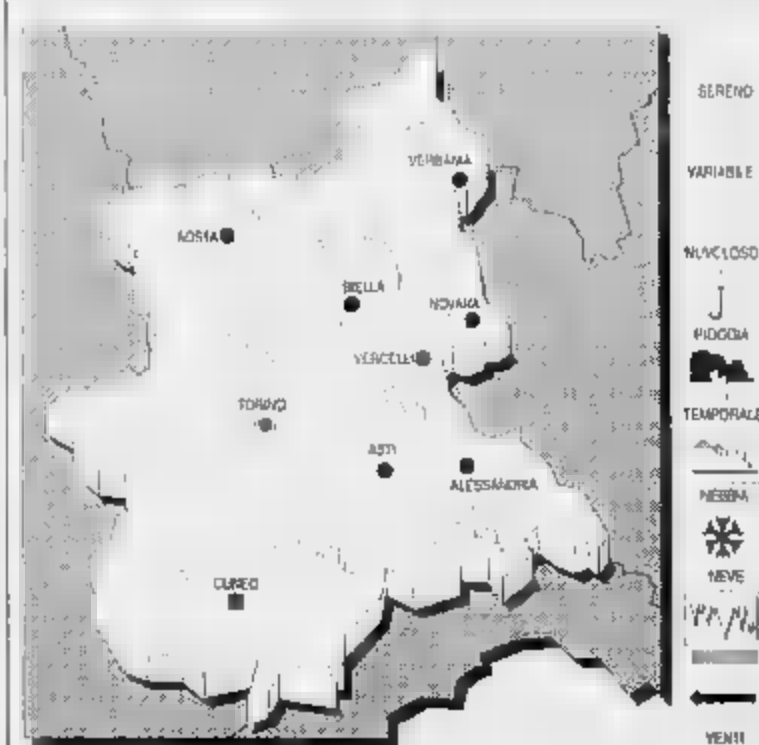 SERENO
VERBANIA
VARIABILE
AOSTA
NUVOLOSO
BIELLA
NOVARA
PIOGGIA
VERCELLI
TORINO
TEMPORALE
ASTI
ALESSANDRIA
NEBBIA
NEVE
CUNEO
VENTI